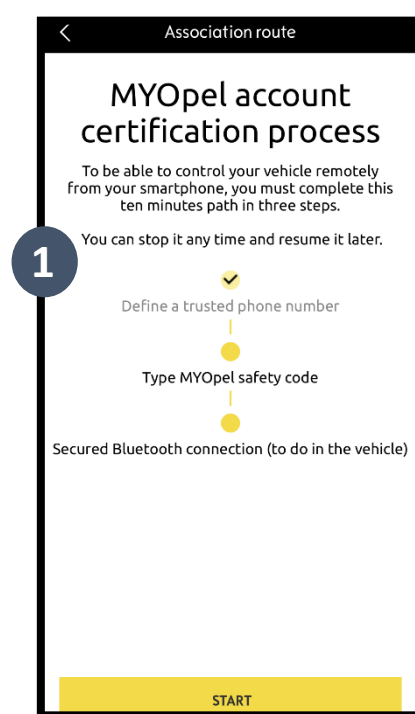 Association route
MYOpel account
certification process
To be able to control your vehicle remotely
from your smartphone, you must complete this
ten minutes path in three steps.
You can stop it any time and resume it later.
1
Define a trusted phone number
Type MYOpel safety code
Secured Bluetooth connection (to do in the vehicle)
START